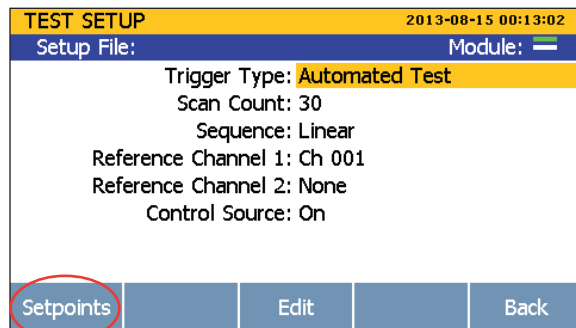 TEST SETUP 2013-08-15 00:13:02
Setup File: Module:
Trigger Type: Automated Test
Scan Count: 30
Sequence: Linear
Reference Channel 1: Ch 001
Reference Channel 2: None
Control Source: On
Setpoints Edit Back